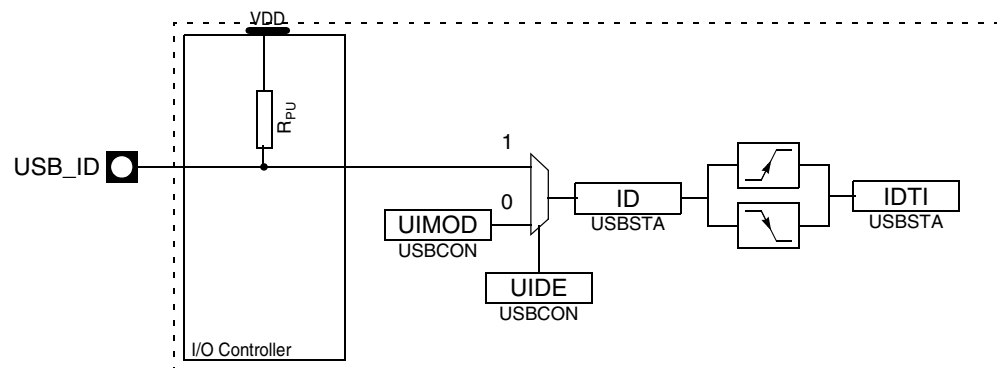 VDD
RPU
USB_ID
1
0
UIMOD
USBCON
UIDE
USBCON
ID
USBSTA
IDTI
USBSTA
I/O Controller